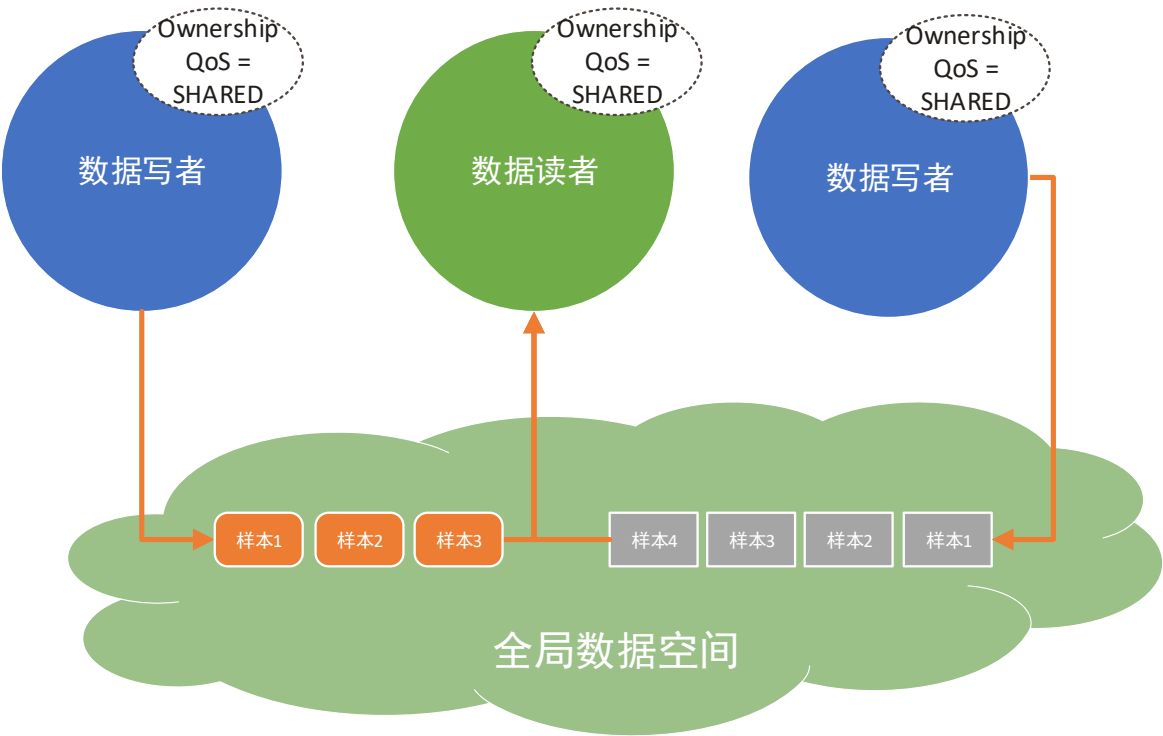 Ownership
QoS =
SHARED
数据写者
Ownership
QoS =
SHARED
数据读者
Ownership
QoS =
SHARED
数据写者
样本1
样本2
样本3
样本4
样本3
样本2
样本1
全局数据空间